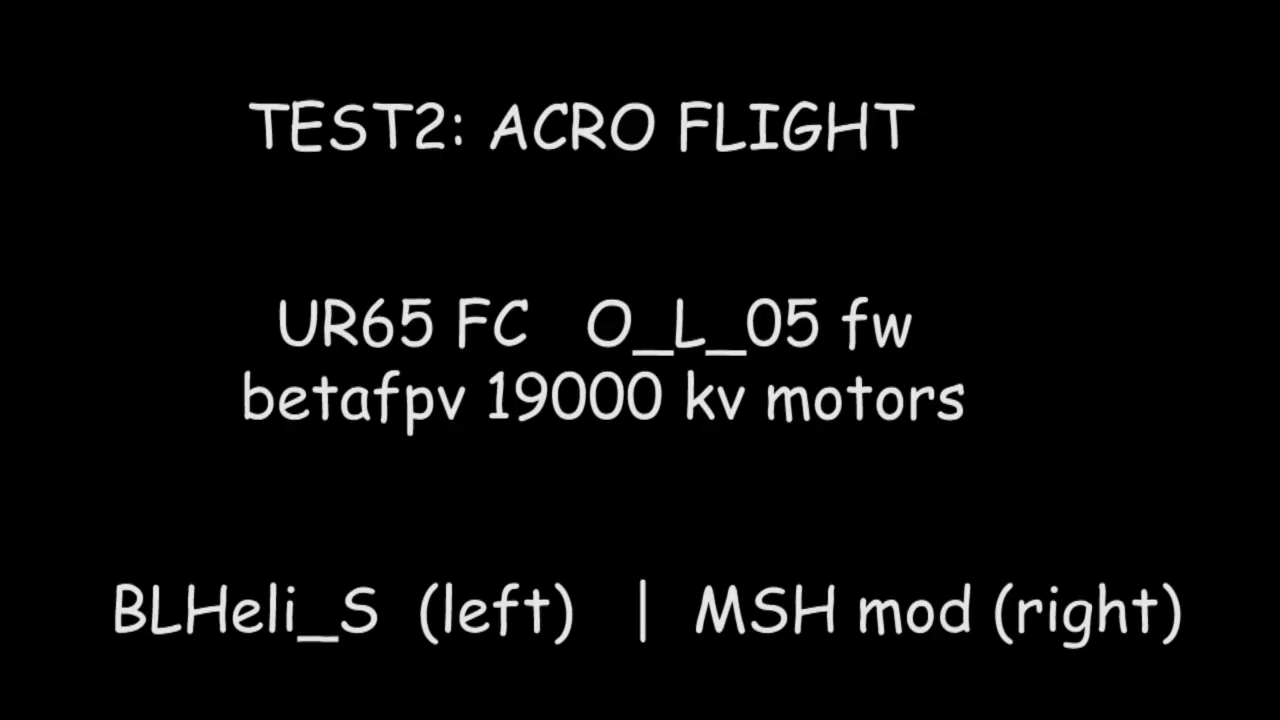 TEST2: ACRO FLIGHT
UR65 FC   O_L_05 fw
betafpv 19000 kv motors
BLHeli_S  (left)   |  MSH mod (right)